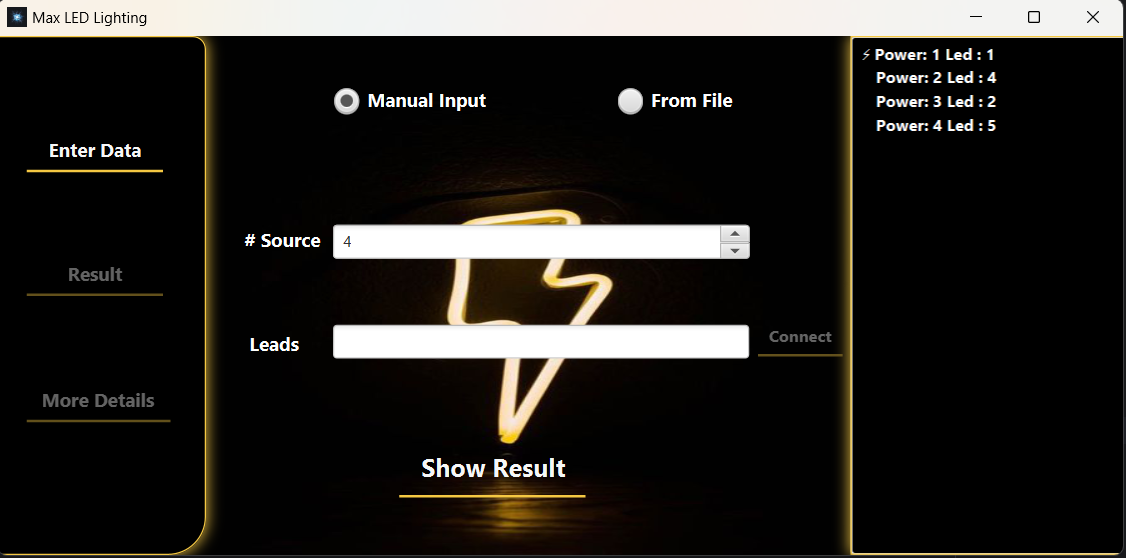 Max LED Lighting
Enter Data
Result
More Details
Manual Input
From File
# Source
4
Leads
Connect
Show Result
⚡ Power: 1 Led : 1
Power: 2 Led : 4
Power: 3 Led : 2
Power: 4 Led : 5